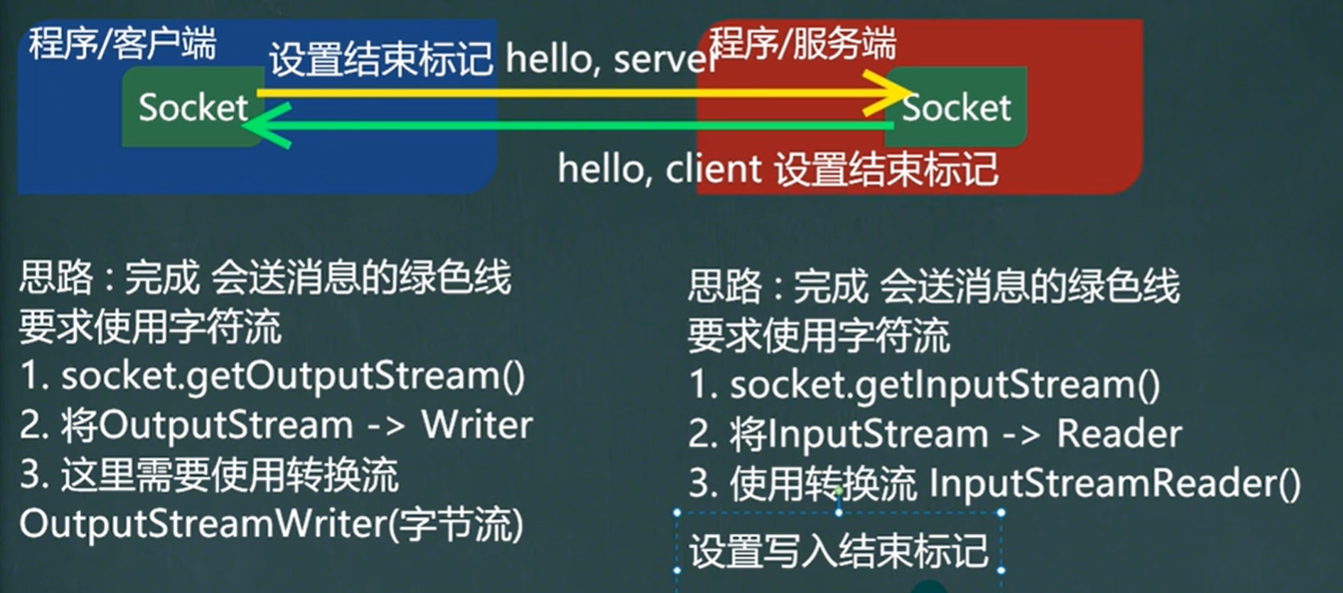 程序/客户端
设置结束标记 hello, server
程序/服务端
Socket
Socket
hello, client 设置结束标记
思路 : 完成 会送消息的绿色线
要求使用字符流
1. socket.getOutputStream()
2. 将OutputStream -> Writer
3. 这里需要使用转换流
OutputStreamWriter(字节流)
思路 : 完成 会送消息的绿色线
要求使用字符流
1. socket.getInputStream()
2. 将InputStream -> Reader
3. 使用转换流 InputStreamReader()
设置写入结束标记